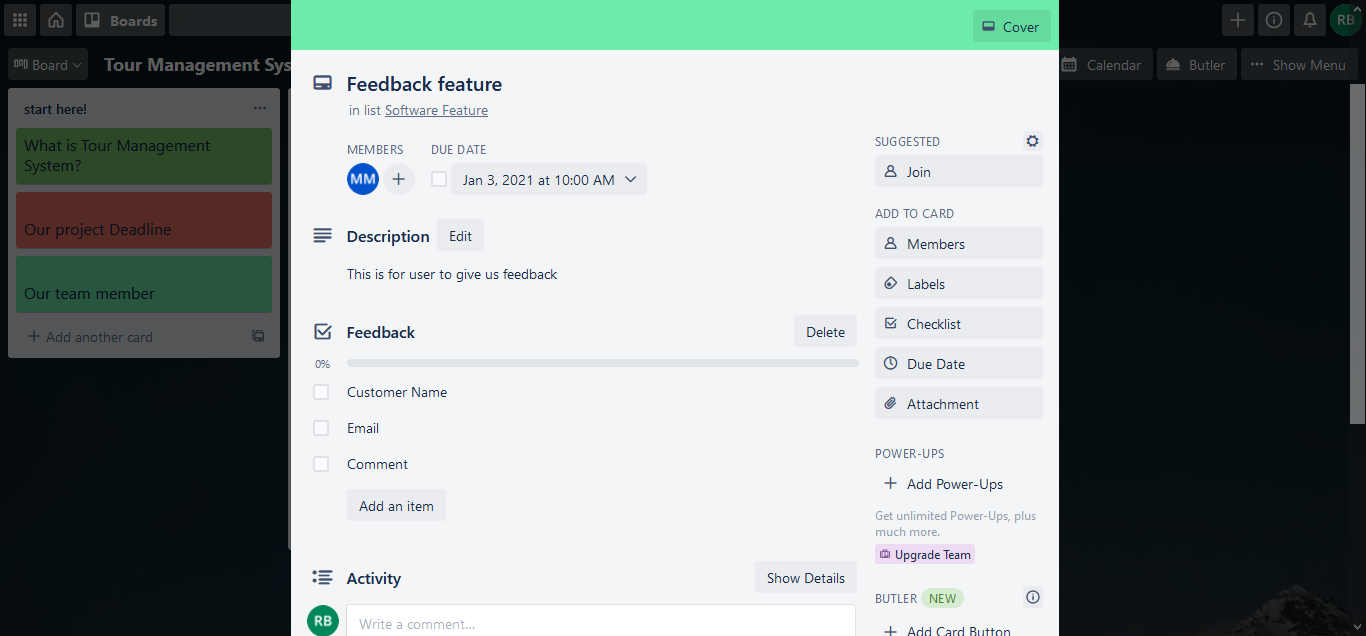 Boards
RB
Cover
Board
Tour Management Sys
Calendar
Butler
Show Menu
start here!
What is Tour Management
System?
Our project Deadline
Our team member
Add another card
Feedback feature
in list Software Feature
MEMBERS
DUE DATE
MM
Jan 3, 2021 at 10:00 AM
Description
Edit
This is for user to give us feedback
Feedback
Delete
0%
Customer Name
Email
Comment
Add an item
Activity
Show Details
RB
Write a comment…
SUGGESTED
Join
ADD TO CARD
Members
Labels
Checklist
Due Date
Attachment
POWER-UPS
Add Power-Ups
Get unlimited Power-Ups, plus
much more.
Upgrade Team
BUTLER NEW
Add Card Button